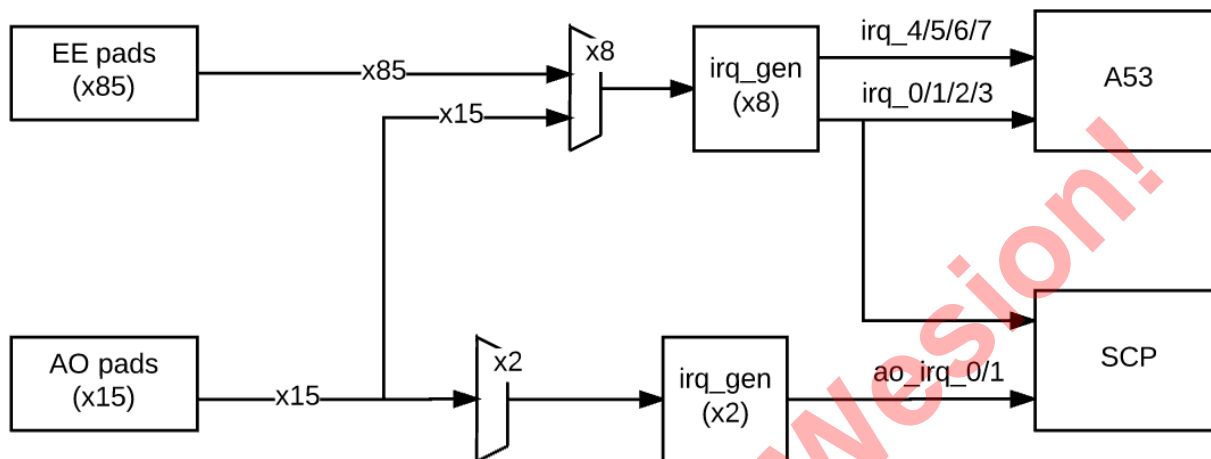 EE pads
(x85)
x85
x15
x8
irq_gen
(x8)
irq_4/5/6/7
irq_0/1/2/3
A53
AO pads
(x15)
x15
x2
irq_gen
(x2)
ao_irq_0/1
SCP
Wesion!